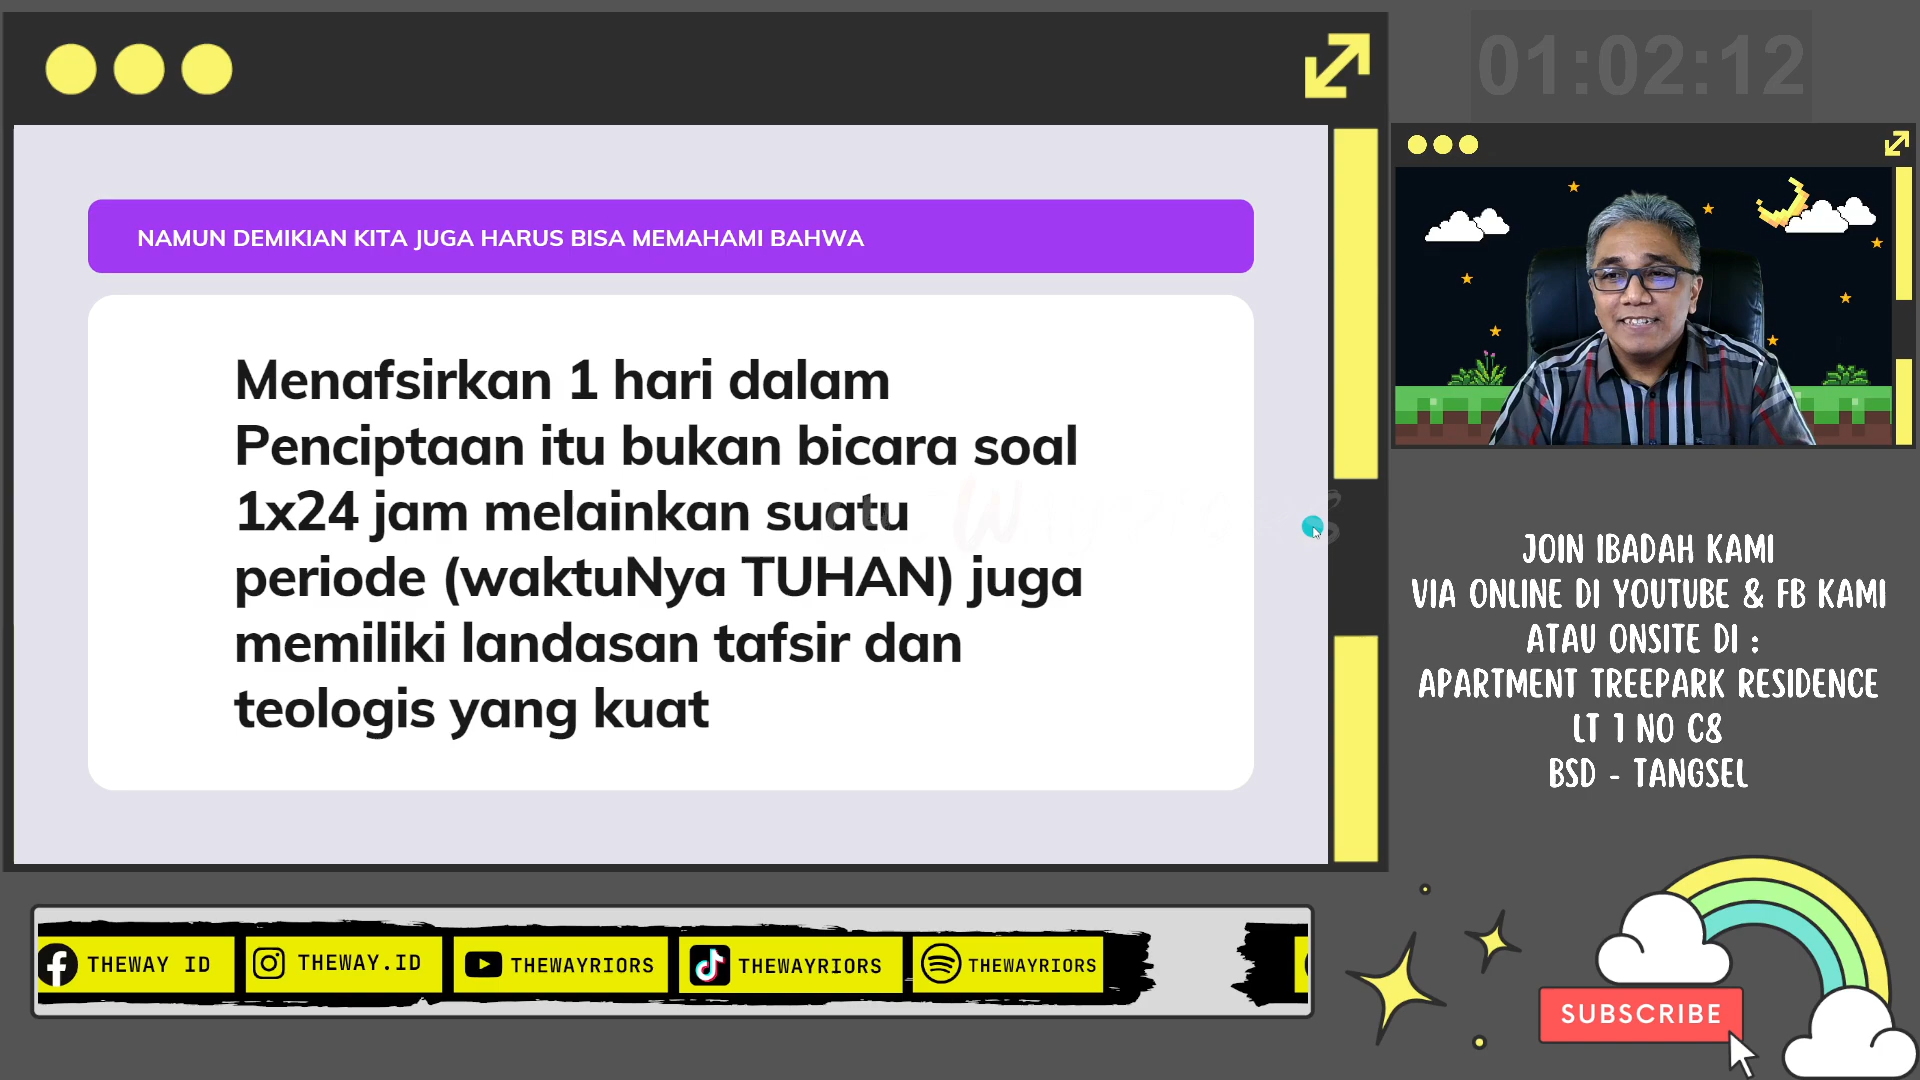 01:02:12
NAMUN DEMIKIAN KITA JUGA HARUS BISA MEMAHAMI BAHWA
Menafsirkan 1 hari dalam
Penciptaan itu bukan bicara soal
1x24 jam melainkan suatu
periode (waktuNya TUHAN) juga
memiliki landasan tafsir dan
teologis yang kuat
JOIN IBADAH KAMI
VIA ONLINE DI YOUTUBE & FB KAMI
ATAU ONSITE DI :
APARTMENT TREEPARK RESIDENCE
LT 1 NO C8
BSD - TANGSEL
THEWAY ID
THEWAY.ID
THEWAYRIORS
THEWAYRIORS
THEWAYRIORS
SUBSCRIBE